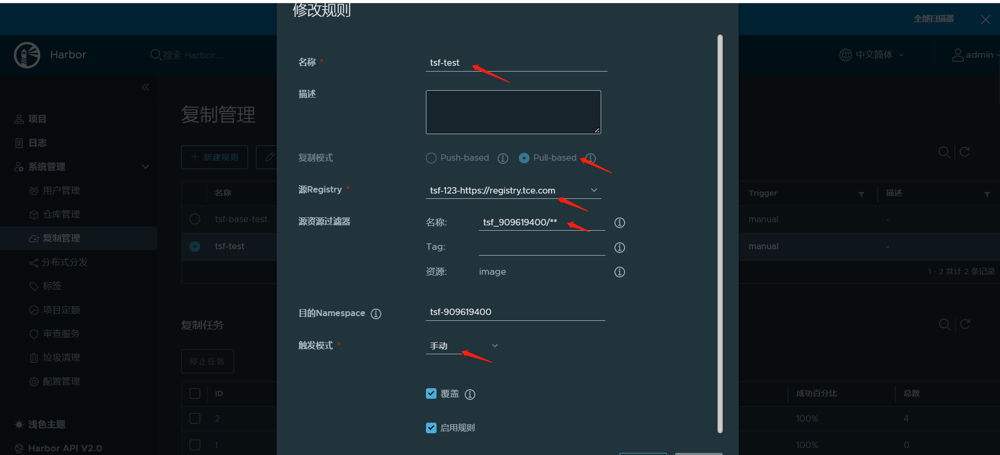 修改规则
全部扫描器
Harbor
搜索 Harbor...
中文简体
admin
项目
日志
系统管理
用户管理
仓库管理
复制管理
分布式分发
标签
项目定额
审查服务
垃圾清理
配置管理
浅色主题
Harbor API V2.0
复制管理
新建规则
名称
Trigger
描述
tsf-base-test
manual
-
tsf-test
manual
-
1 - 2 共计 2 条记录
复制任务
停止任务
ID
成功百分比
总数
2
100%
4
1
100%
0
名称 *
tsf-test
描述
复制模式
Push-based
Pull-based
源Registry *
tsf-123-https://registry.tce.com
源资源过滤器
名称:
tsf_909619400/**
Tag:
资源:
image
目的Namespace
tsf-909619400
触发模式 *
手动
覆盖
启用规则